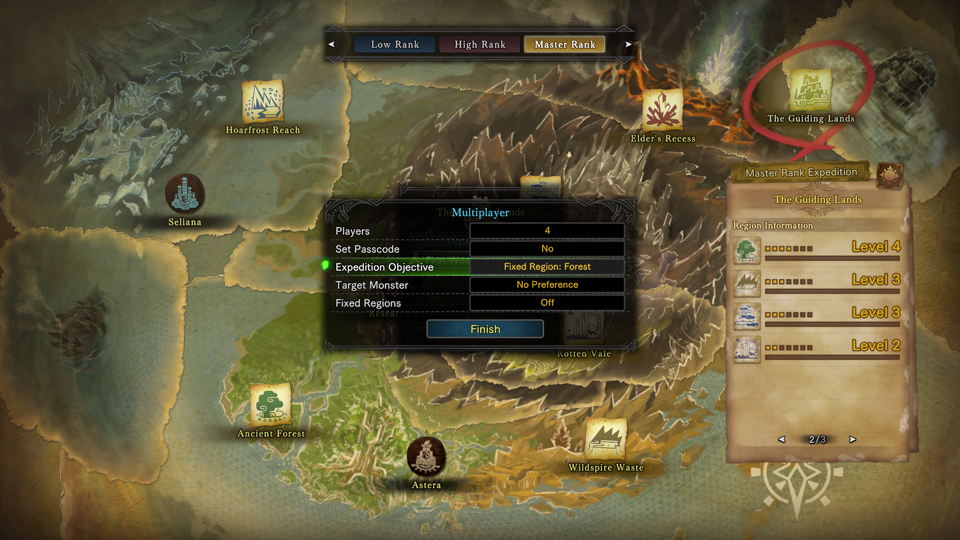 Low Rank
High Rank
Master Rank
Hoarfrost Reach
Elder's Recess
The Guiding Lands
Seliana
Master Rank Expedition
The Guiding Lands
Region Information
Level 4
Level 3
Level 3
Level 2
2/3
Multiplayer
Players 4
Set Passcode No
Expedition Objective Fixed Region: Forest
Target Monster No Preference
Fixed Regions Off
Finish
Rotten Vale
Ancient Forest
Astera
Wildspire Waste